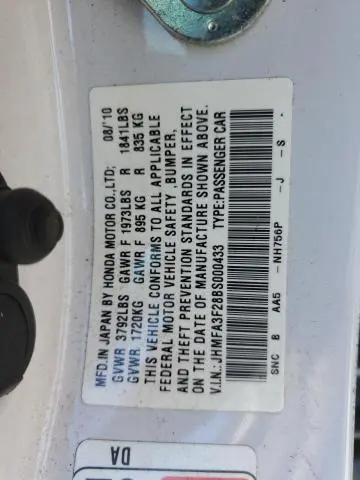 MFD.IN JAPAN BY HONDA MOTOR CO.,LTD; 08/'10
GVWR 3792LBS GAWR F 1973LBS R 1841LBS
GVWR 1720KG GAWR F 895 KG R 835 KG
THIS VEHICLE CONFORMS TO ALL APPLICABLE
FEDERAL MOTOR VEHICLE SAFETY ,BUMPER,
AND THEFT PREVENTION STANDARDS IN EFFECT
ON THE DATE OF MANUFACTURE SHOWN ABOVE.
V.I.N.:JHMFA3F28BS000433 TYPE:PASSENGER CAR
SNC B AA5 -NH756P -J -S -
DA